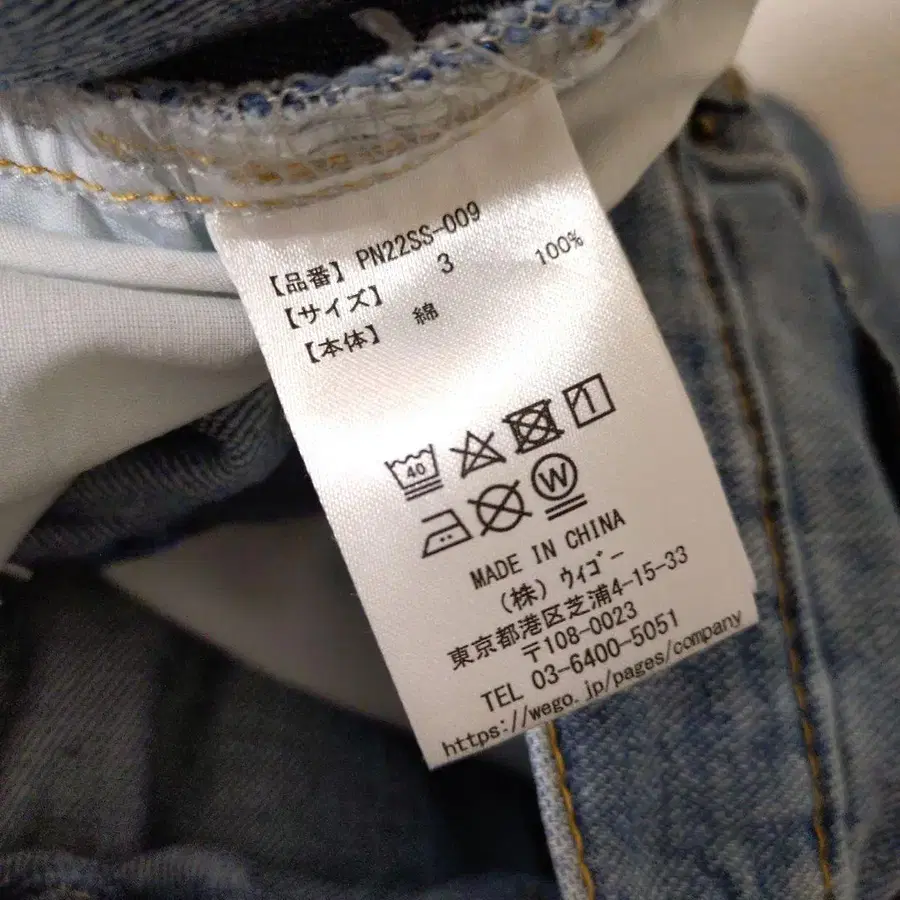 【品番】 PN22SS-009
【サイズ】 3
【本体】 綿 100%
40
W
MADE IN CHINA
(株) ウィゴー
東京都港区芝浦4-15-33
〒108-0023
TEL 03-6400-5051
https://wego.jp/pages/company